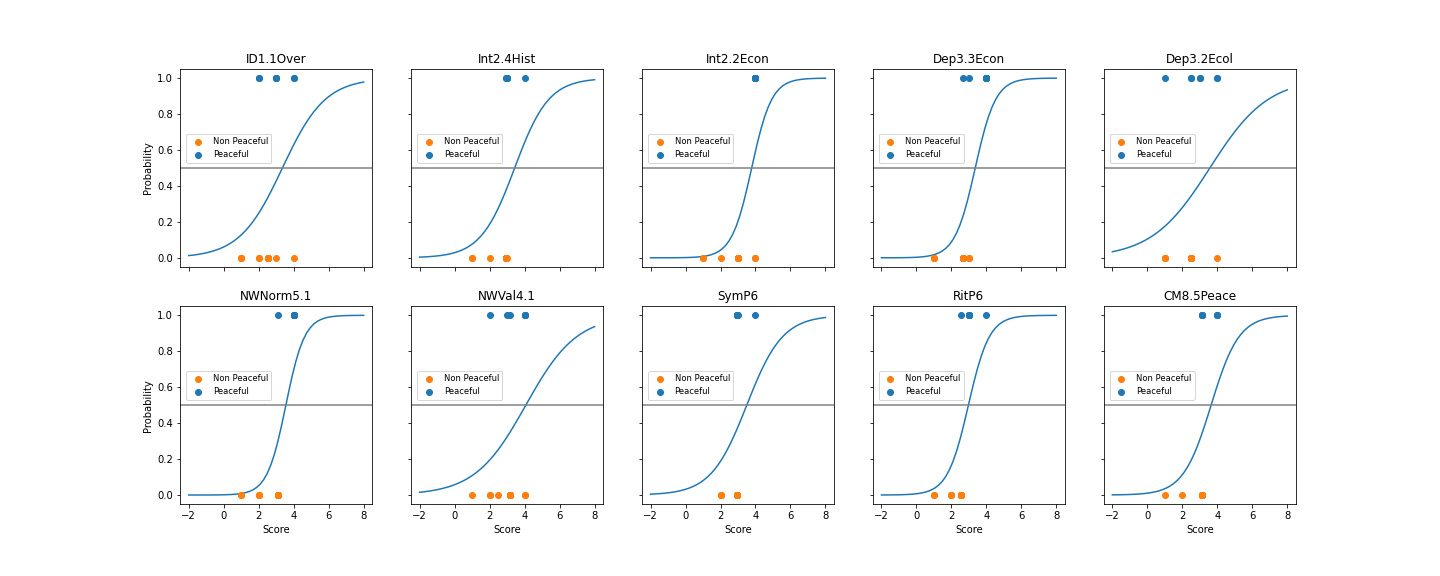 ID1.1Over Int2.4Hist Int2.2Econ Dep3.3Econ Dep3.2Ecol
1.0
0.8
0.6
0.4
0.2
0.0
Probability
Non Peaceful
Peaceful
Non Peaceful
Peaceful
Non Peaceful
Peaceful
Non Peaceful
Peaceful
Non Peaceful
Peaceful
NWNorm5.1 NWVal4.1 SymP6 RitP6 CM8.5Peace
1.0
0.8
0.6
0.4
0.2
0.0
Probability
Non Peaceful
Peaceful
Non Peaceful
Peaceful
Non Peaceful
Peaceful
Non Peaceful
Peaceful
Non Peaceful
Peaceful
−2 0 2 4 6 8 −2 0 2 4 6 8 −2 0 2 4 6 8 −2 0 2 4 6 8 −2 0 2 4 6 8
Score Score Score Score Score